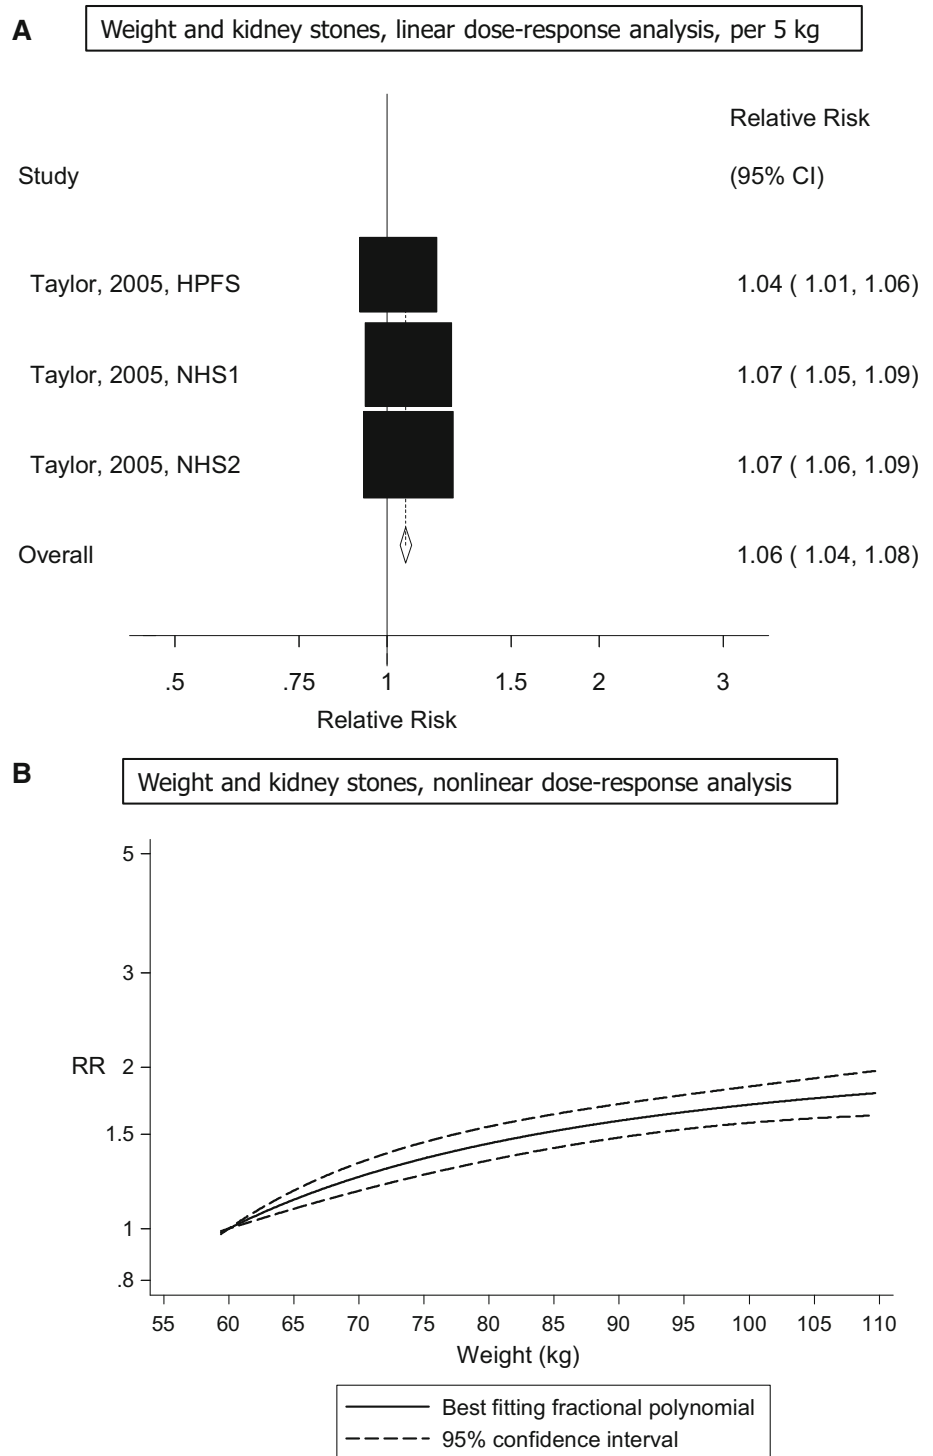 A
Weight and kidney stones, linear dose-response analysis, per 5 kg
Relative Risk
Study
(95% CI)
Taylor, 2005, HPFS
1.04 ( 1.01, 1.06)
Taylor, 2005, NHS1
1.07 ( 1.05, 1.09)
Taylor, 2005, NHS2
1.07 ( 1.06, 1.09)
Overall
1.06 ( 1.04, 1.08)
.5 .75 1 1.5 2 3
Relative Risk
B
Weight and kidney stones, nonlinear dose-response analysis
5
3
RR
2
1.5
1
.8
55 60 65 70 75 80 85 90 95 100 105 110
Weight (kg)
Best fitting fractional polynomial
95% confidence interval